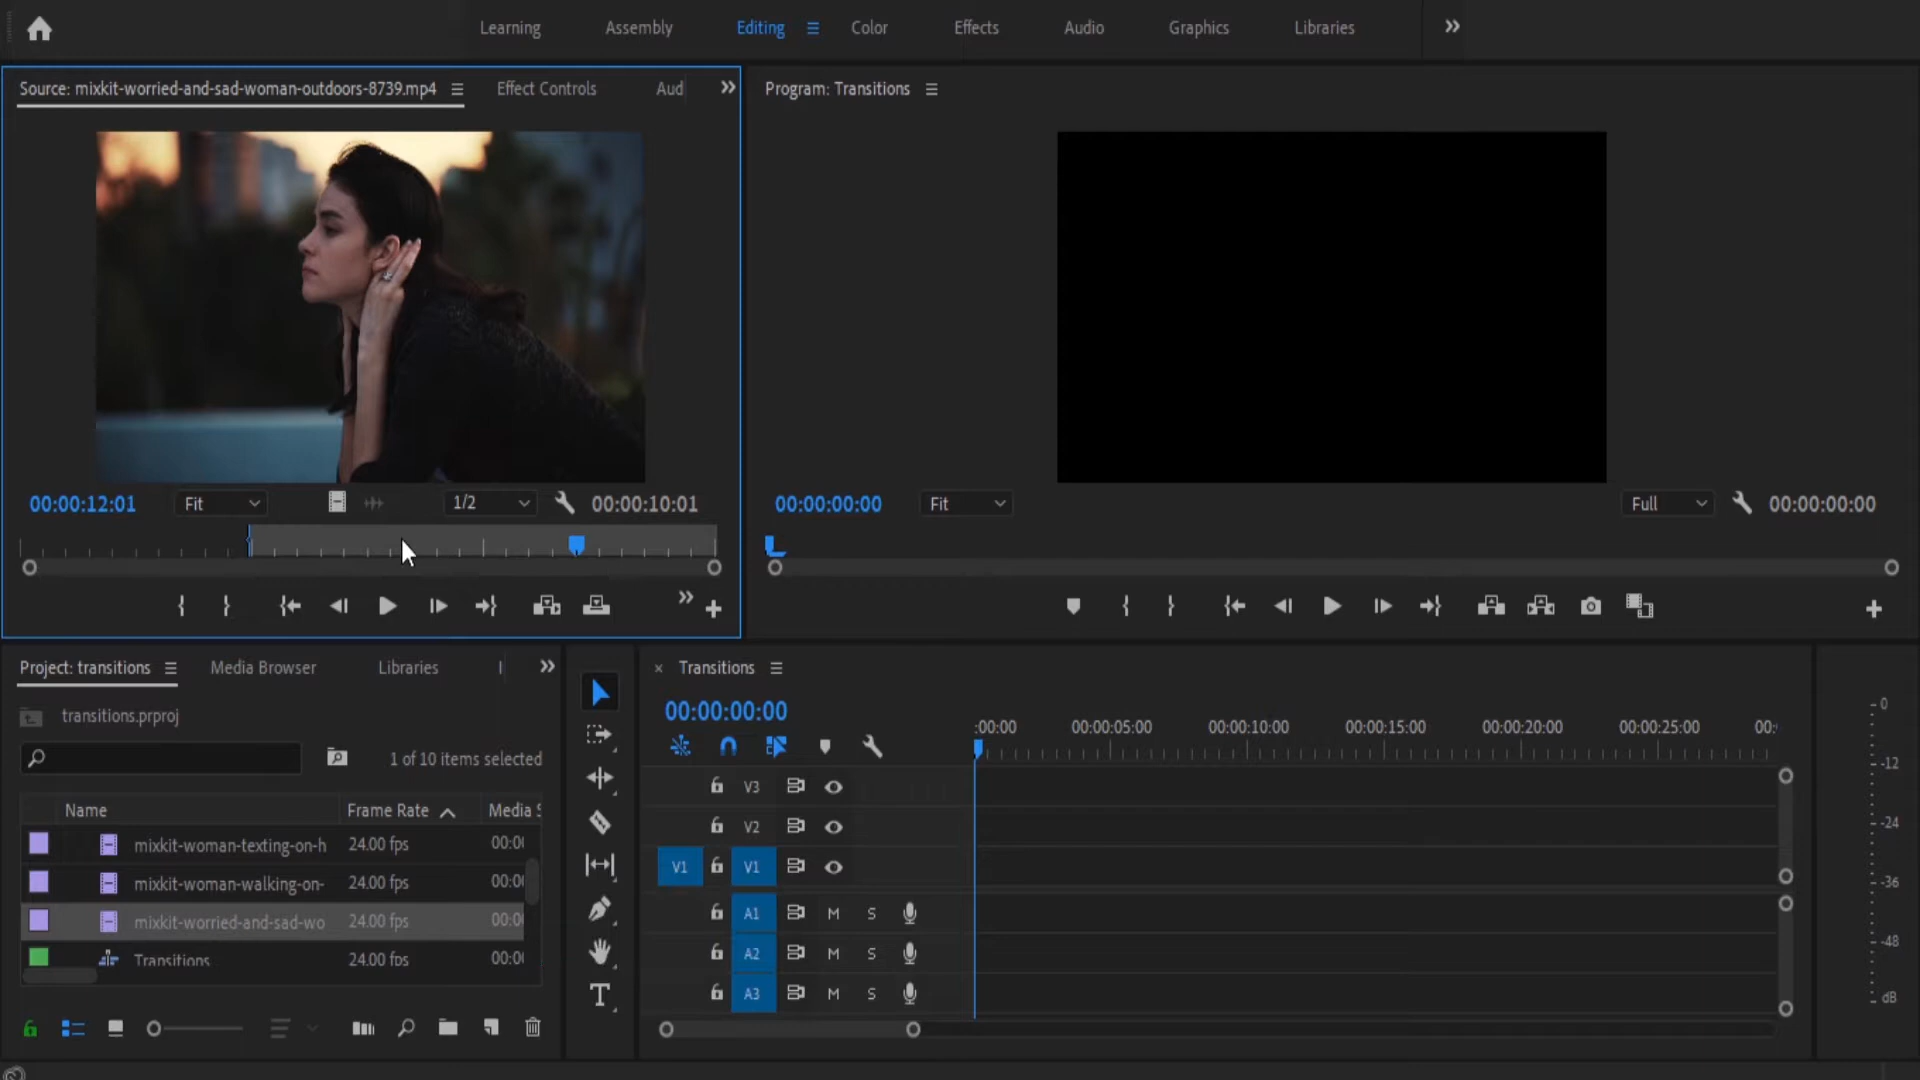 Learning Assembly Editing Color Effects Audio Graphics Libraries
Source: mixkit-worried-and-sad-woman-outdoors-8739.mp4 Effect Controls Aud
Program: Transitions
00:00:12:01 Fit 1/2 00:00:10:01
00:00:00:00 Fit Full 00:00:00:00
Project: transitions Media Browser Libraries
transitions.prproj
1 of 10 items selected
Name Frame Rate Media S
mixkit-woman-texting-on-h 24.00 fps 00:00
mixkit-woman-walking-on- 24.00 fps 00:00
mixkit-worried-and-sad-wo 24.00 fps 00:00
Transitions 24.00 fps 00:00
× Transitions
00:00:00:00
:00:00 00:00:05:00 00:00:10:00 00:00:15:00 00:00:20:00 00:00:25:00 00:
V3
V2
V1 V1
A1 M S
A2 M S
A3 M S
0
-12
-24
-36
-48
dB